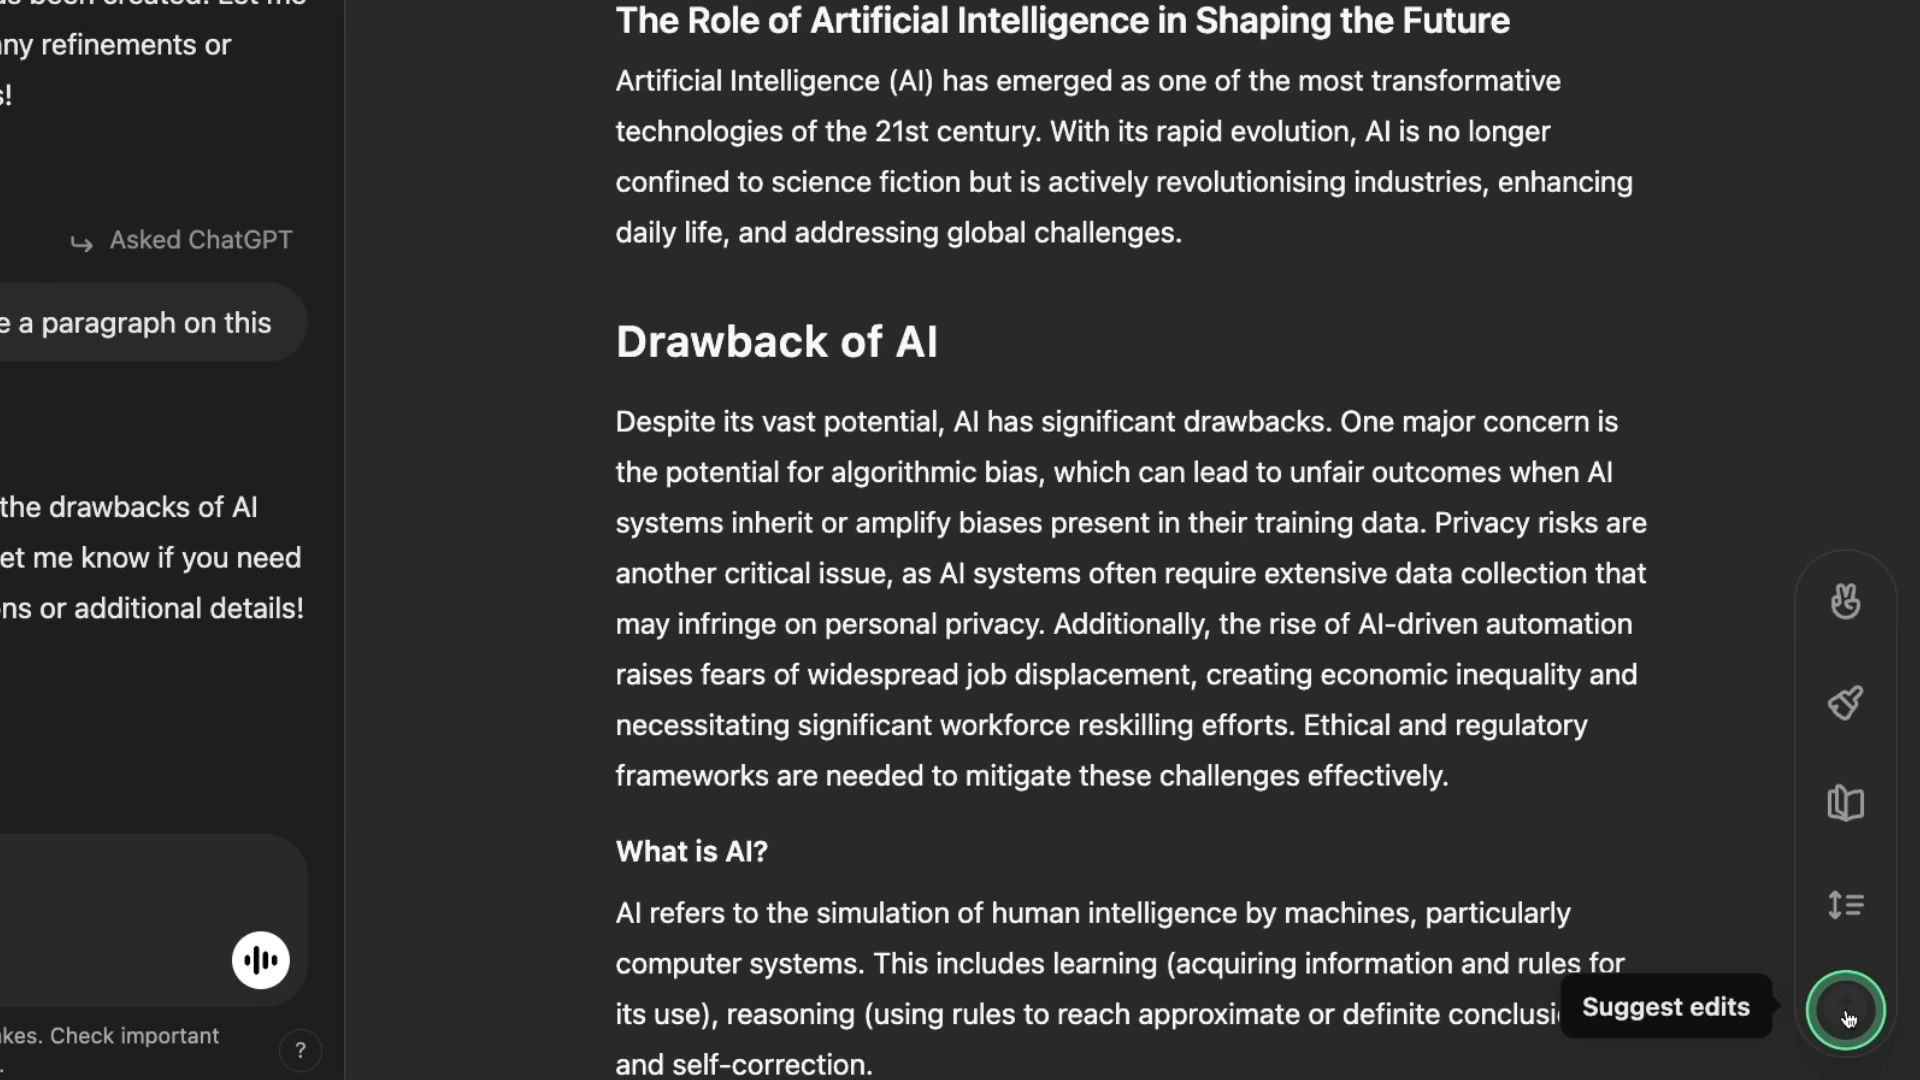 ny refinements or
s!
Asked ChatGPT
e a paragraph on this
the drawbacks of AI
et me know if you need
ns or additional details!
kes. Check important
?
The Role of Artificial Intelligence in Shaping the Future
Artificial Intelligence (AI) has emerged as one of the most transformative
technologies of the 21st century. With its rapid evolution, AI is no longer
confined to science fiction but is actively revolutionising industries, enhancing
daily life, and addressing global challenges.
Drawback of AI
Despite its vast potential, AI has significant drawbacks. One major concern is
the potential for algorithmic bias, which can lead to unfair outcomes when AI
systems inherit or amplify biases present in their training data. Privacy risks are
another critical issue, as AI systems often require extensive data collection that
may infringe on personal privacy. Additionally, the rise of AI-driven automation
raises fears of widespread job displacement, creating economic inequality and
necessitating significant workforce reskilling efforts. Ethical and regulatory
frameworks are needed to mitigate these challenges effectively.
What is AI?
AI refers to the simulation of human intelligence by machines, particularly
computer systems. This includes learning (acquiring information and rules for
its use), reasoning (using rules to reach approximate or definite conclusi
and self-correction.
Suggest edits